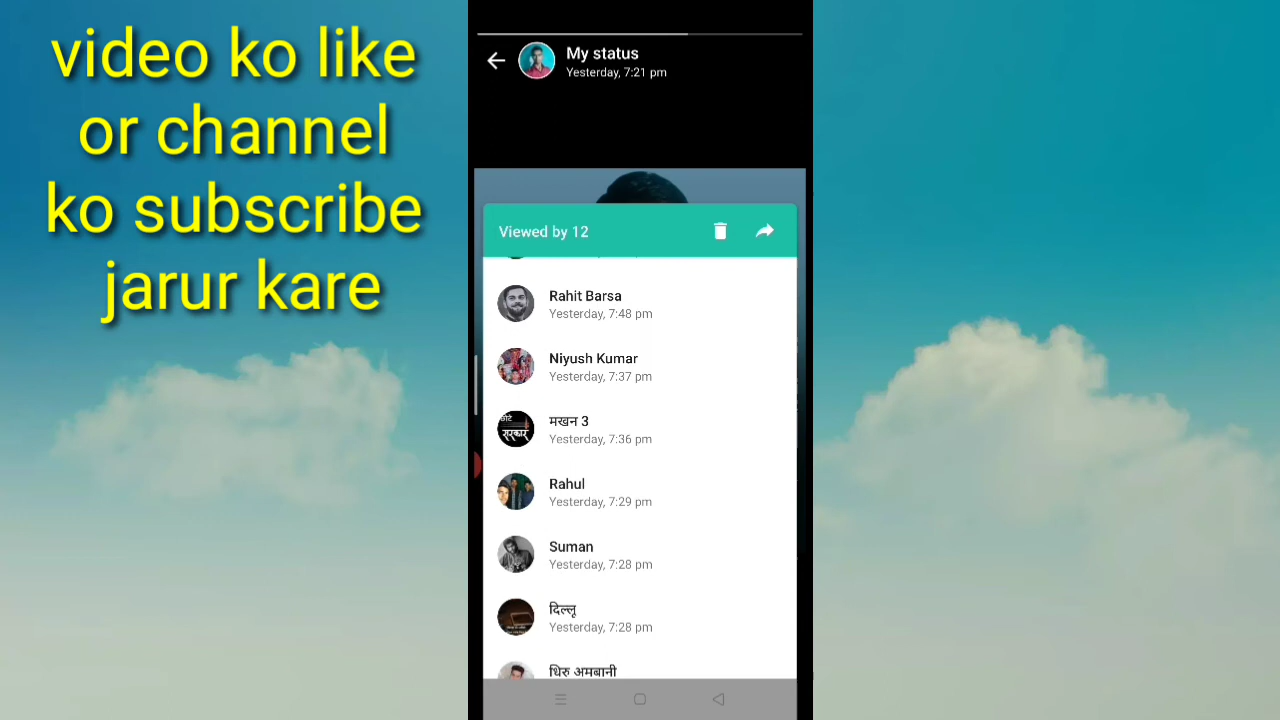 video ko like
or channel
ko subscribe
jarur kare
My status
Yesterday, 7:21 pm
Viewed by 12
Rahit Barsa
Yesterday, 7:48 pm
Niyush Kumar
Yesterday, 7:37 pm
मखन 3
Yesterday, 7:36 pm
सरकार
Rahul
Yesterday, 7:29 pm
Suman
Yesterday, 7:28 pm
दिल्लू
Yesterday, 7:28 pm
धिरु अमबानी